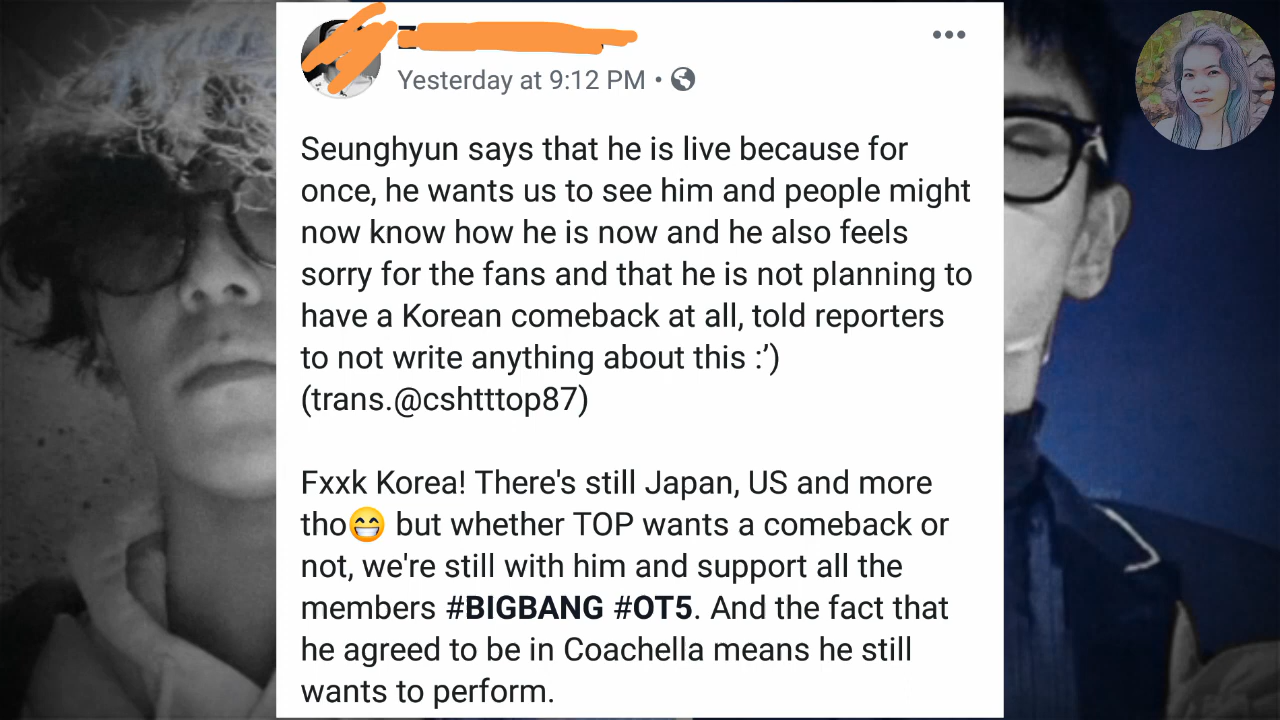 Yesterday at 9:12 PM •
Seunghyun says that he is live because for
once, he wants us to see him and people might
now know how he is now and he also feels
sorry for the fans and that he is not planning to
have a Korean comeback at all, told reporters
to not write anything about this :’)
(trans.@cshtttop87)
Fxxk Korea! There's still Japan, US and more
tho😁 but whether TOP wants a comeback or
not, we're still with him and support all the
members #BIGBANG #OT5. And the fact that
he agreed to be in Coachella means he still
wants to perform.